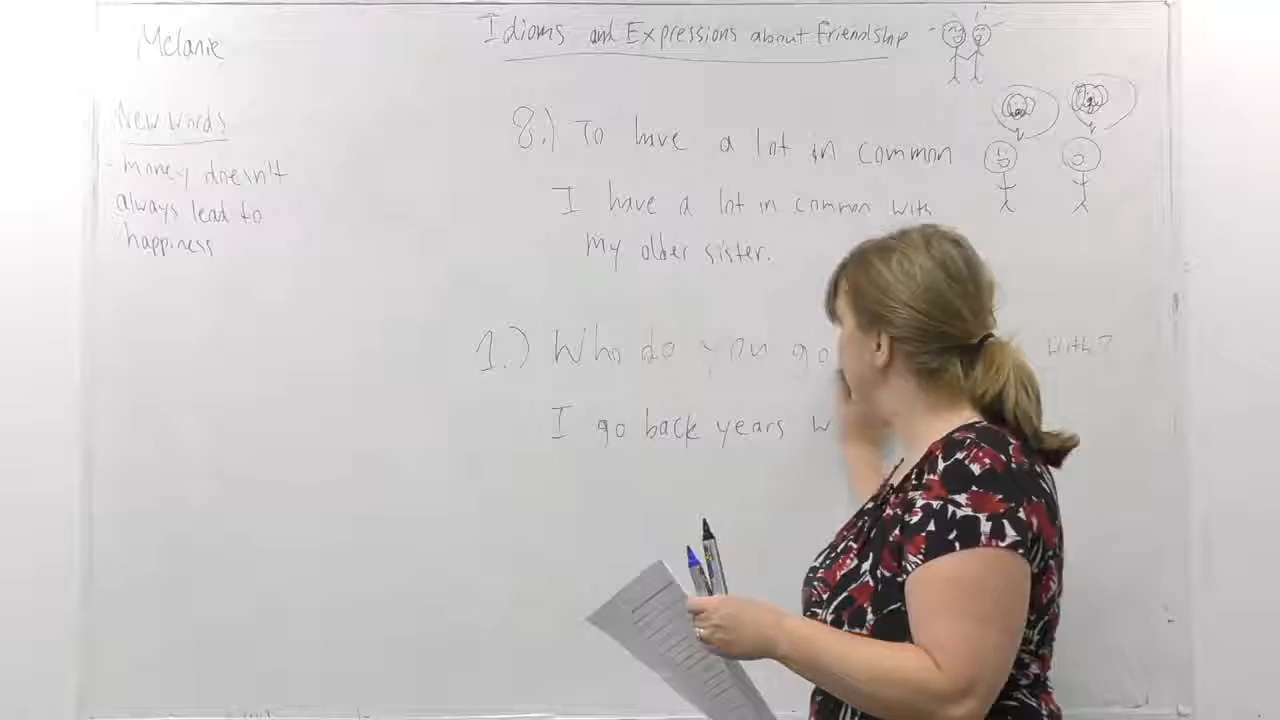 Melanie
Idioms and Expressions about Friendship
New words
- money doesn't
always lead to
happiness
8.) To have a lot in common
I have a lot in common with
my older sister.
1.) Who do you go
with?
I go back years w